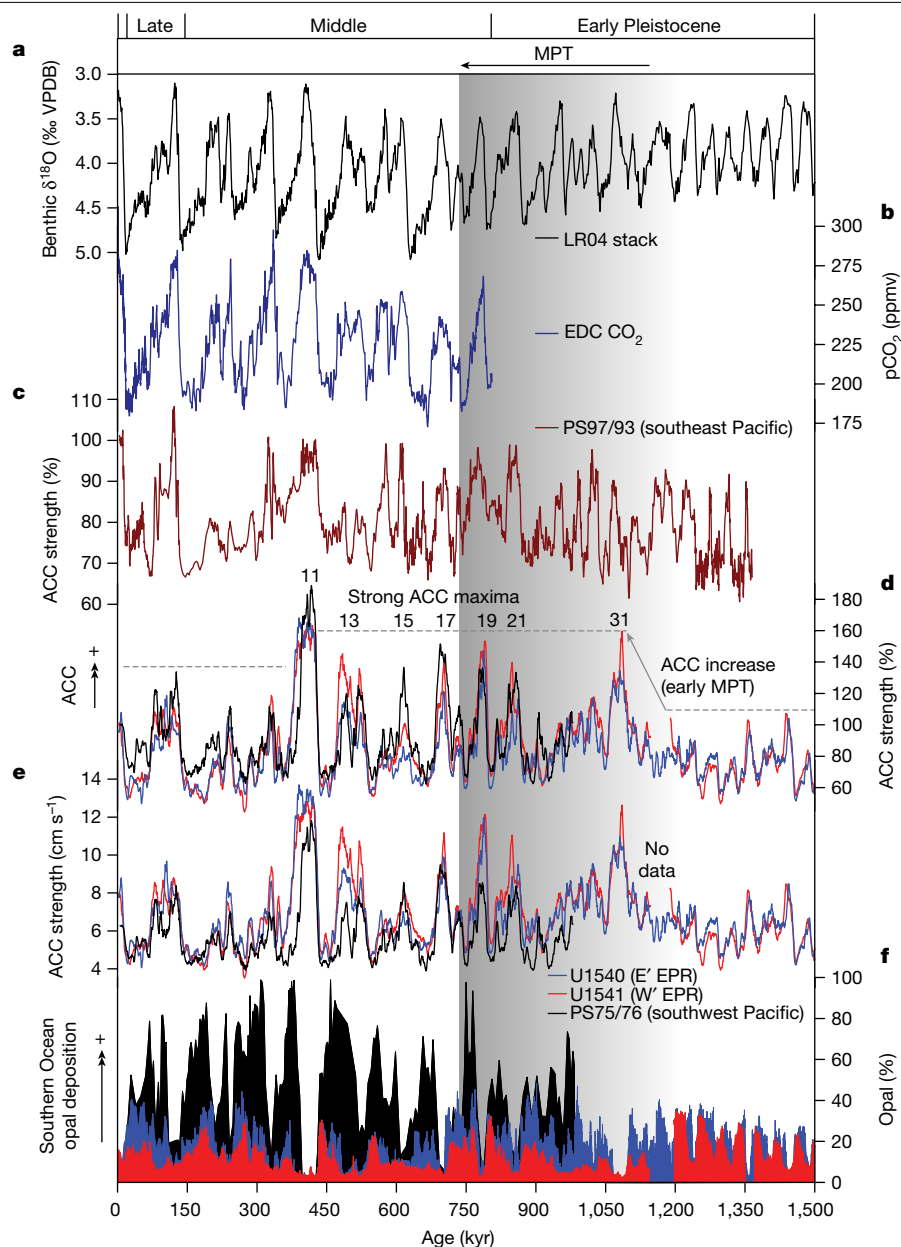 Late
Middle
Early Pleistocene
a
MPT
3.0
3.5
4.0
4.5
5.0
Benthic δ18O (‰ VPDB)
LR04 stack
b
300
275
250
225
200
175
pCO2 (ppmv)
EDC CO2
c
110
100
90
80
70
60
ACC strength (%)
PS97/93 (southeast Pacific)
d
180
160
140
120
100
80
60
ACC strength (%)
11
Strong ACC maxima
13
15
17
19
21
31
ACC increase
(early MPT)
ACC
+
e
14
12
10
8
6
4
ACC strength (cm s−1)
No
data
f
U1540 (E′ EPR)
U1541 (W′ EPR)
PS75/76 (southwest Pacific)
100
80
60
40
20
0
Opal (%)
Southern Ocean
opal deposition
+
0
150
300
450
600
750
900
1,050
1,200
1,350
1,500
Age (kyr)